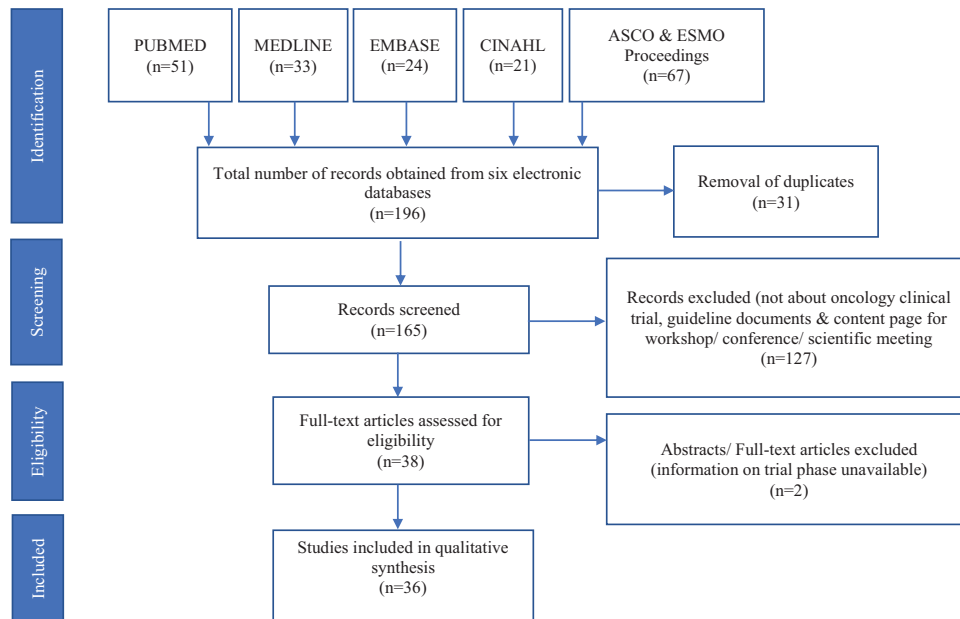 Identification
PUBMED
(n=51)
MEDLINE
(n=33)
EMBASE
(n=24)
CINAHL
(n=21)
ASCO & ESMO
Proceedings
(n=67)
Total number of records obtained from six electronic
databases
(n=196)
Removal of duplicates
(n=31)
Screening
Records screened
(n=165)
Records excluded (not about oncology clinical
trial, guideline documents & content page for
workshop/ conference/ scientific meeting
(n=127)
Eligibility
Full-text articles assessed for
eligibility
(n=38)
Abstracts/ Full-text articles excluded
(information on trial phase unavailable)
(n=2)
Included
Studies included in qualitative
synthesis
(n=36)